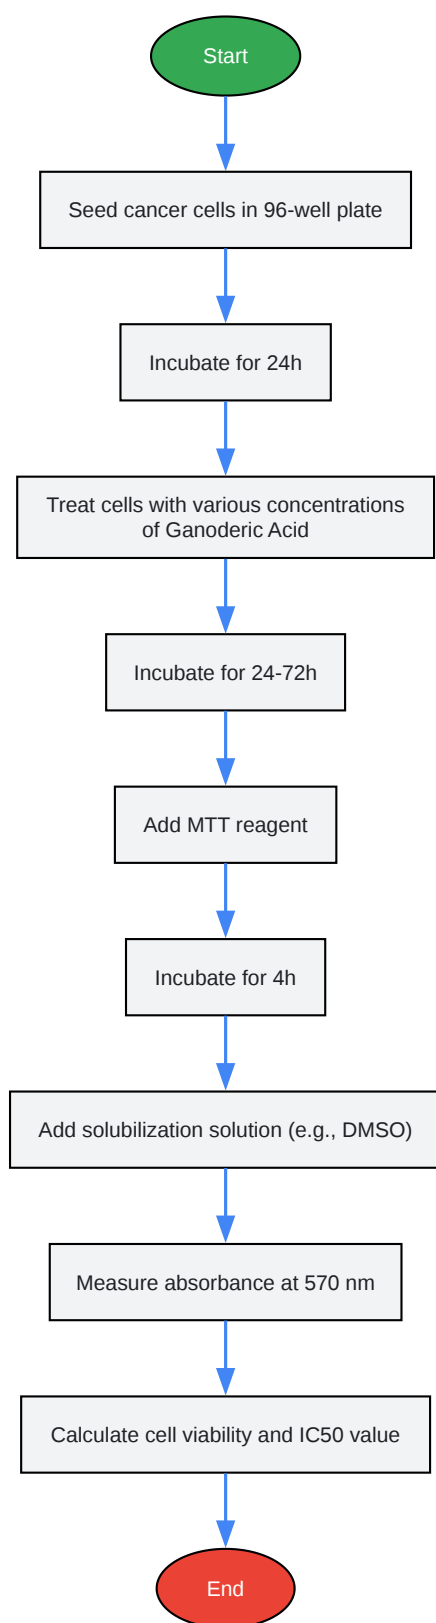 Start
Seed cancer cells in 96-well plate
Incubate for 24h
Treat cells with various concentrations
of Ganoderic Acid
Incubate for 24-72h
Add MTT reagent
Incubate for 4h
Add solubilization solution (e.g., DMSO)
Measure absorbance at 570 nm
Calculate cell viability and IC50 value
End